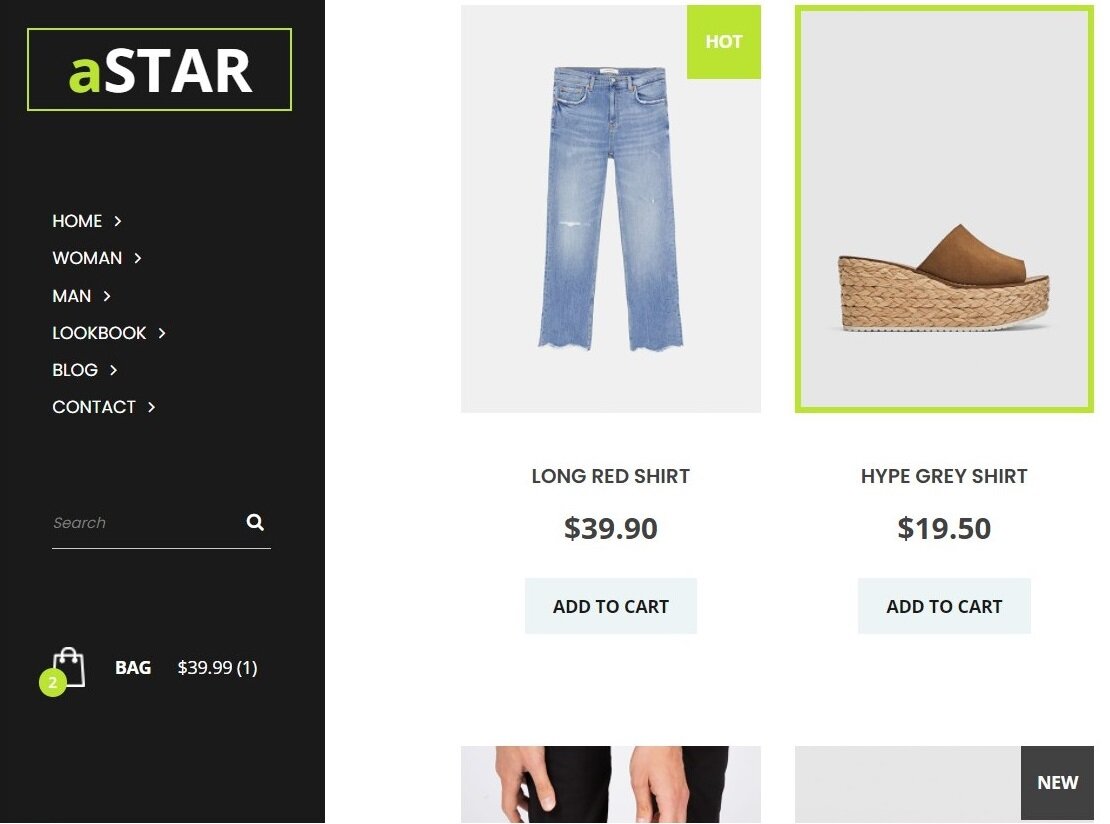 aSTAR
HOME
WOMAN
MAN
LOOKBOOK
BLOG
CONTACT
Search
2
BAG $39.99 (1)
HOT
LONG RED SHIRT
$39.90
ADD TO CART
HYPE GREY SHIRT
$19.50
ADD TO CART
NEW